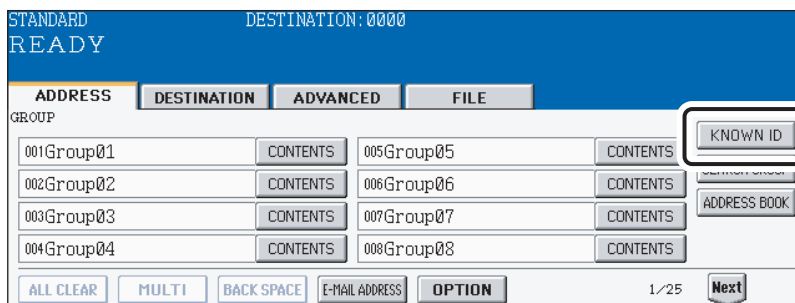 STANDARD DESTINATION:0000
READY
ADDRESS DESTINATION ADVANCED FILE
GROUP
KNOWN ID
001Group01 CONTENTS 005Group05 CONTENTS
002Group02 CONTENTS 006Group06 CONTENTS
ADDRESS BOOK
003Group03 CONTENTS 007Group07 CONTENTS
004Group04 CONTENTS 008Group08 CONTENTS
ALL CLEAR MULTI BACK SPACE E-MAIL ADDRESS OPTION 1/25 Next